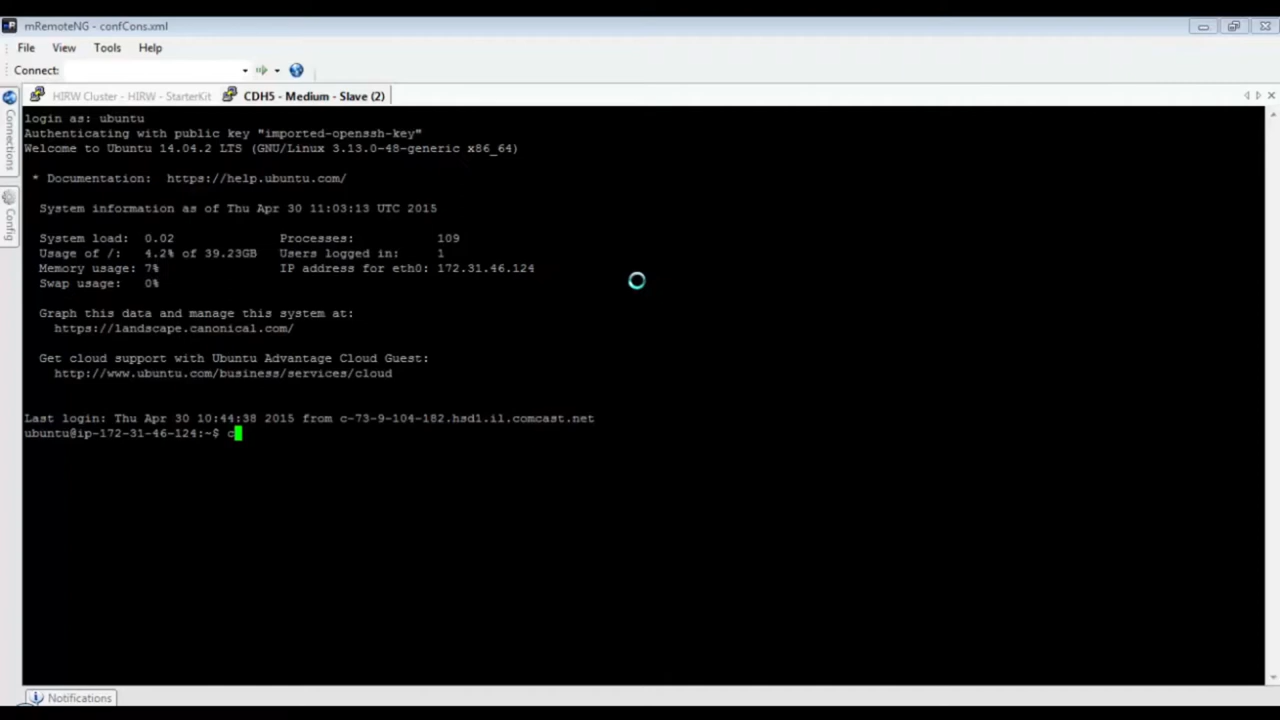 mRemoteNG - confCons.xml
File View Tools Help
Connect:
HIRW Cluster - HIRW - StarterKit CDH5 - Medium - Slave (2)
Connections
Config
login as: ubuntu
Authenticating with public key "imported-openssh-key"
Welcome to Ubuntu 14.04.2 LTS (GNU/Linux 3.13.0-48-generic x86_64)
* Documentation: https://help.ubuntu.com/
System information as of Thu Apr 30 11:03:13 UTC 2015
System load: 0.02 Processes: 109
Usage of /: 4.2% of 39.23GB Users logged in: 1
Memory usage: 7% IP address for eth0: 172.31.46.124
Swap usage: 0%
Graph this data and manage this system at:
https://landscape.canonical.com/
Get cloud support with Ubuntu Advantage Cloud Guest:
http://www.ubuntu.com/business/services/cloud
Last login: Thu Apr 30 10:44:38 2015 from c-73-9-104-182.hsd1.il.comcast.net
ubuntu@ip-172-31-46-124:~$ c
Notifications